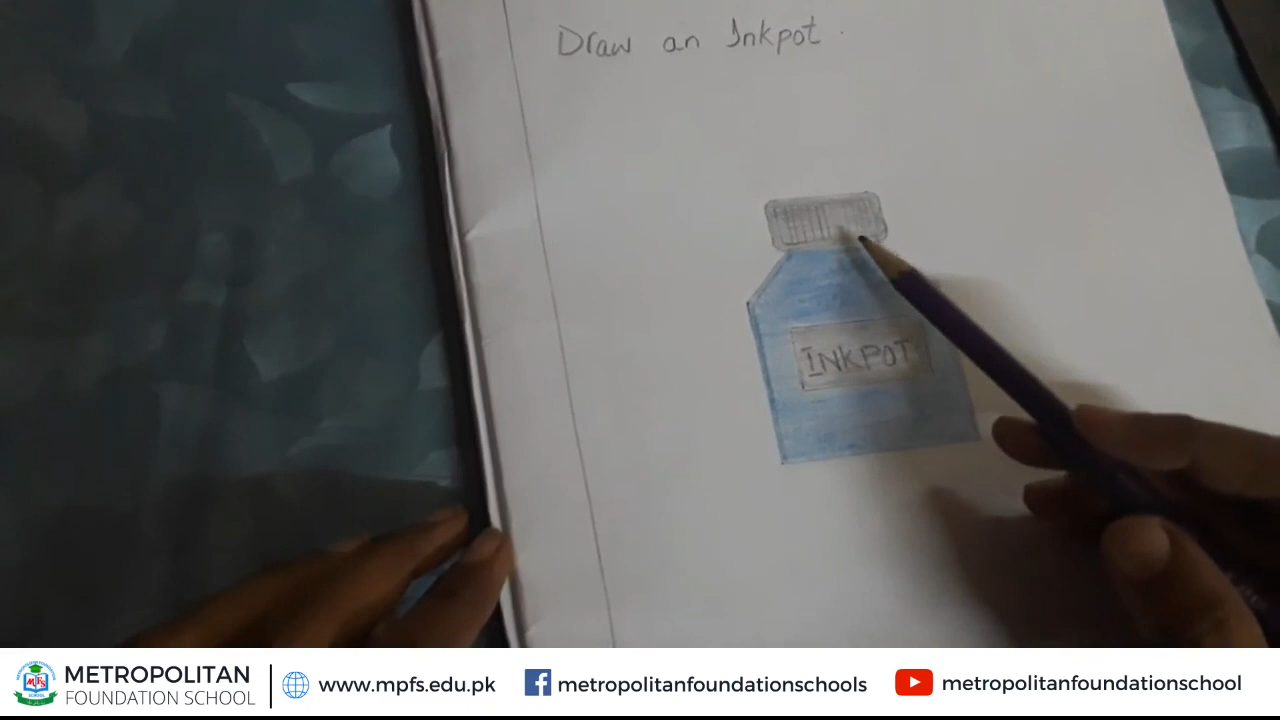 Draw an Inkpot.
INKPOT
METROPOLITAN
FOUNDATION SCHOOL
www.mpfs.edu.pk
metropolitanfoundationschools
metropolitanfoundationschool